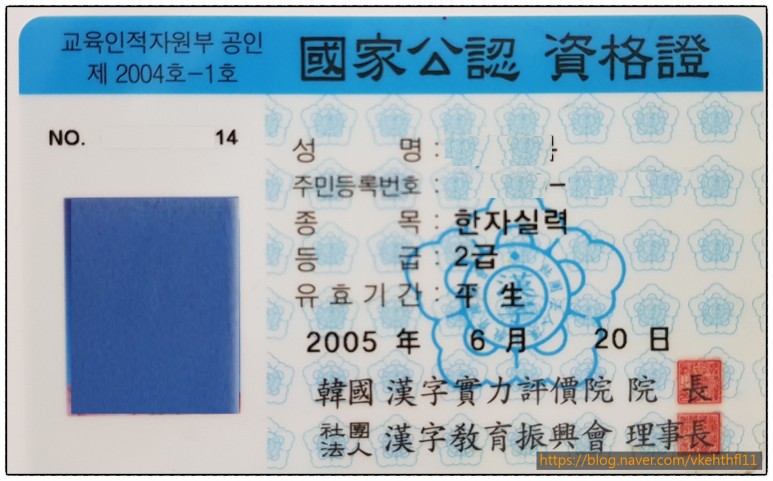 교육인적자원부 공인
제 2004호-1호
國家公認 資格證
NO. 14
성 명 :
주민등록번호 : -
종 목 : 한자실력
등 급 : 2급
유효기간 : 平 生
2005 年 6 月 20 日
韓國 漢字實力評價院 院 長
社團法人 漢字敎育振興會 理事長
https://blog.naver.com/vkehthfl11